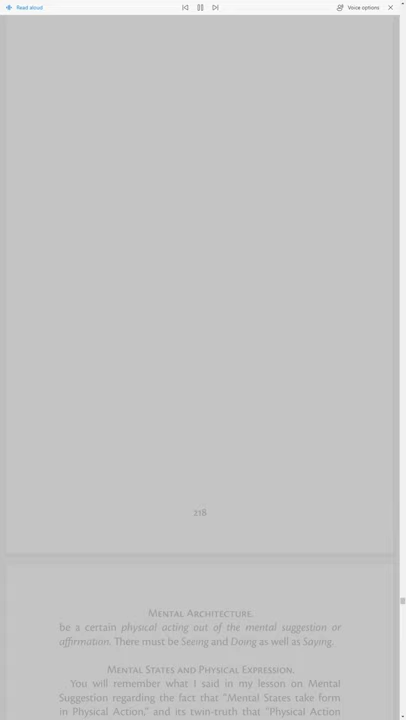 Read aloud
Voice options
218
Mental Architecture.
be a certain physical acting out of the mental suggestion or
affirmation. There must be Seeing and Doing as well as Saying.
Mental States and Physical Expression.
You will remember what I said in my lesson on Mental
Suggestion regarding the fact that “Mental States take form
in Physical Action,” and its twin-truth that “Physical Action